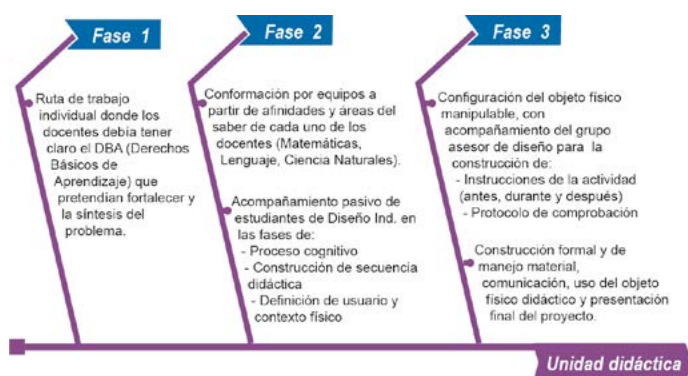 Fase 1
Ruta de trabajo
individual donde los
docentes debía tener
claro el DBA (Derechos
Básicos de
Aprendizaje) que
pretendían fortalecer y
la síntesis del
problema.
Fase 2
Conformación por equipos a
partir de afinidades y áreas del
saber de cada uno de los
docentes (Matemáticas,
Lenguaje, Ciencia Naturales).
Acompañamiento pasivo de
estudiantes de Diseño Ind. en
las fases de:
- Proceso cognitivo
- Construcción de secuencia
didáctica
- Definición de usuario y
contexto físico
Fase 3
Configuración del objeto físico
manipulable, con
acompañamiento del grupo
asesor de diseño para la
construcción de:
- Instrucciones de la actividad
(antes, durante y después)
- Protocolo de comprobación
Construcción formal y de
manejo material,
comunicación, uso del objeto
físico didáctico y presentación
final del proyecto.
Unidad didáctica